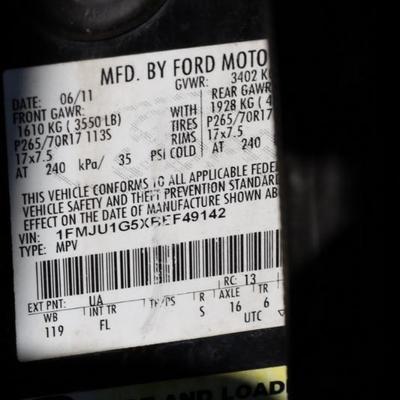 MFD. BY FORD MOTO
DATE: 06/11 GVWR: 3402 K
FRONT GAWR: REAR GAWR
1610 KG ( 3550 LB) WITH 1928 KG ( 4
P265/70R17 113S TIRES P265/70R17
17x7.5 RIMS 17x7.5
AT 240 kPa/ 35 PSI COLD AT 240
THIS VEHICLE CONFORMS TO ALL APPLICABLE FEDE
VEHICLE SAFETY AND THEFT PREVENTION STANDARD
EFFECT ON THE DATE OF MANUFACTURE SHOWN AB
VIN: 1FMJU1G5XBEF49142
TYPE: MPV
RC: 13
EXT PNT: UA
WB INT TR TP/PS R AXLE TR
119 FL S 16 6
UTC
AND LOAD